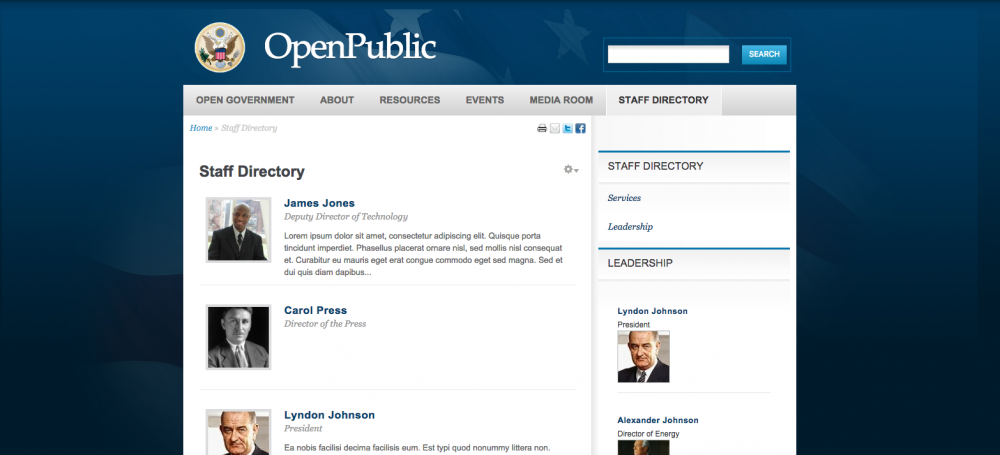 OpenPublic
SEARCH
OPEN GOVERNMENT ABOUT RESOURCES EVENTS MEDIA ROOM STAFF DIRECTORY
Home » Staff Directory
Staff Directory
James Jones
Deputy Director of Technology
Lorem ipsum dolor sit amet, consectetur adipiscing elit. Quisque porta
tincidunt imperdiet. Phasellus placerat ornare nisl, sed mollis nisl consequat
et. Curabitur eu mauris eget erat congue commodo eget sed magna. Sed et
dui quis diam dapibus...
Carol Press
Director of the Press
Lyndon Johnson
President
Ea nobis facilisi decima facilisis eum. Est typi quod nonummy littera non.
STAFF DIRECTORY
Services
Leadership
LEADERSHIP
Lyndon Johnson
President
Alexander Johnson
Director of Energy